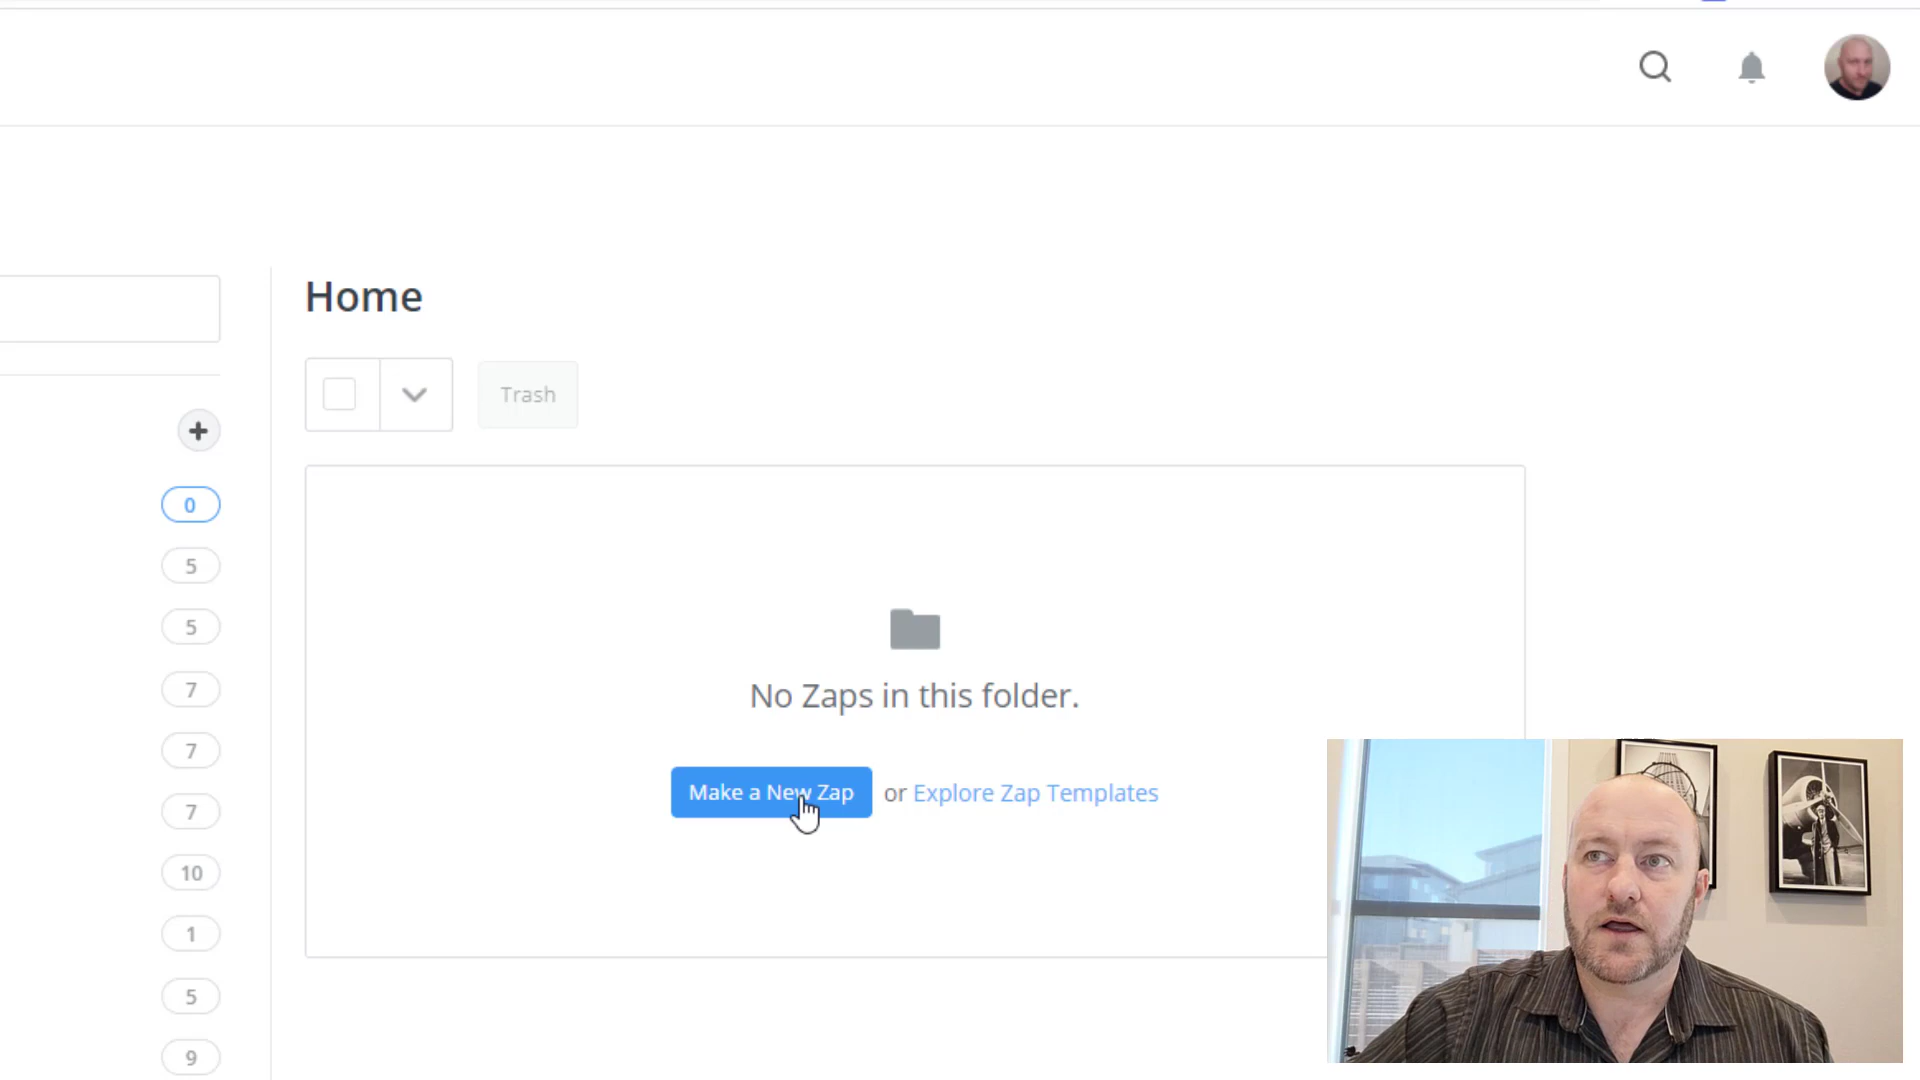 Home
Trash
0
5
5
7
7
7
10
1
5
9
No Zaps in this folder.
Make a New Zap or Explore Zap Templates